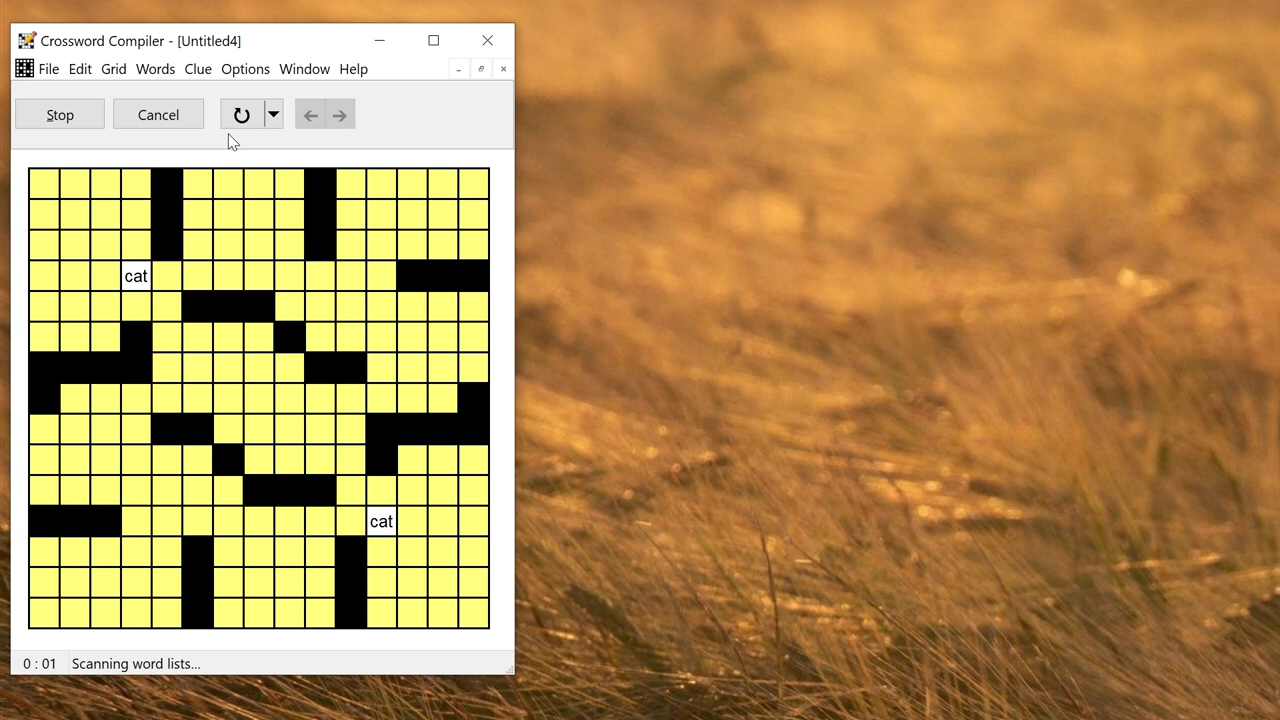 Crossword Compiler - [Untitled4]
File Edit Grid Words Clue Options Window Help
Stop Cancel
cat
cat
0 : 01 Scanning word lists...